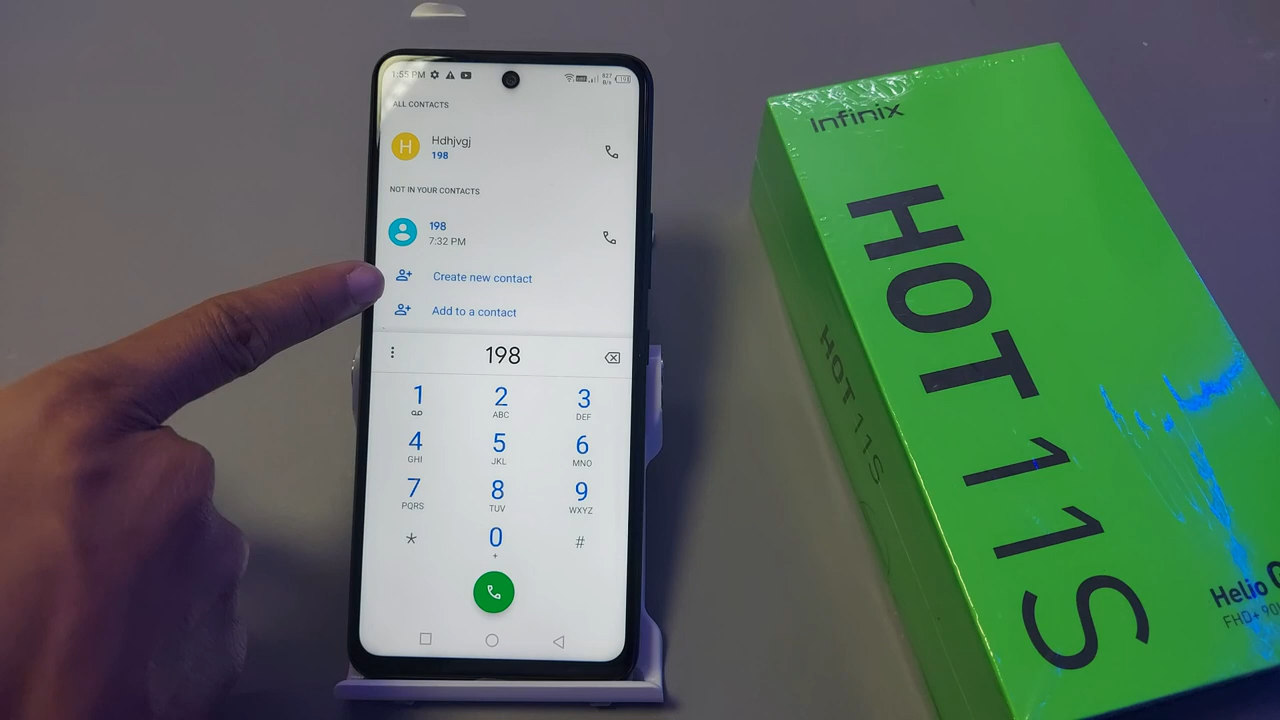 1:55 PM
827
B/s
ALL CONTACTS
H
Hdhjvgj
198
NOT IN YOUR CONTACTS
198
7:32 PM
Create new contact
Add to a contact
198
1
2
ABC
3
DEF
4
GHI
5
JKL
6
MNO
7
PQRS
8
TUV
9
WXYZ
*
0
+
#
Infinix
HOT 11S
HOT 11S
Helio
FHD+